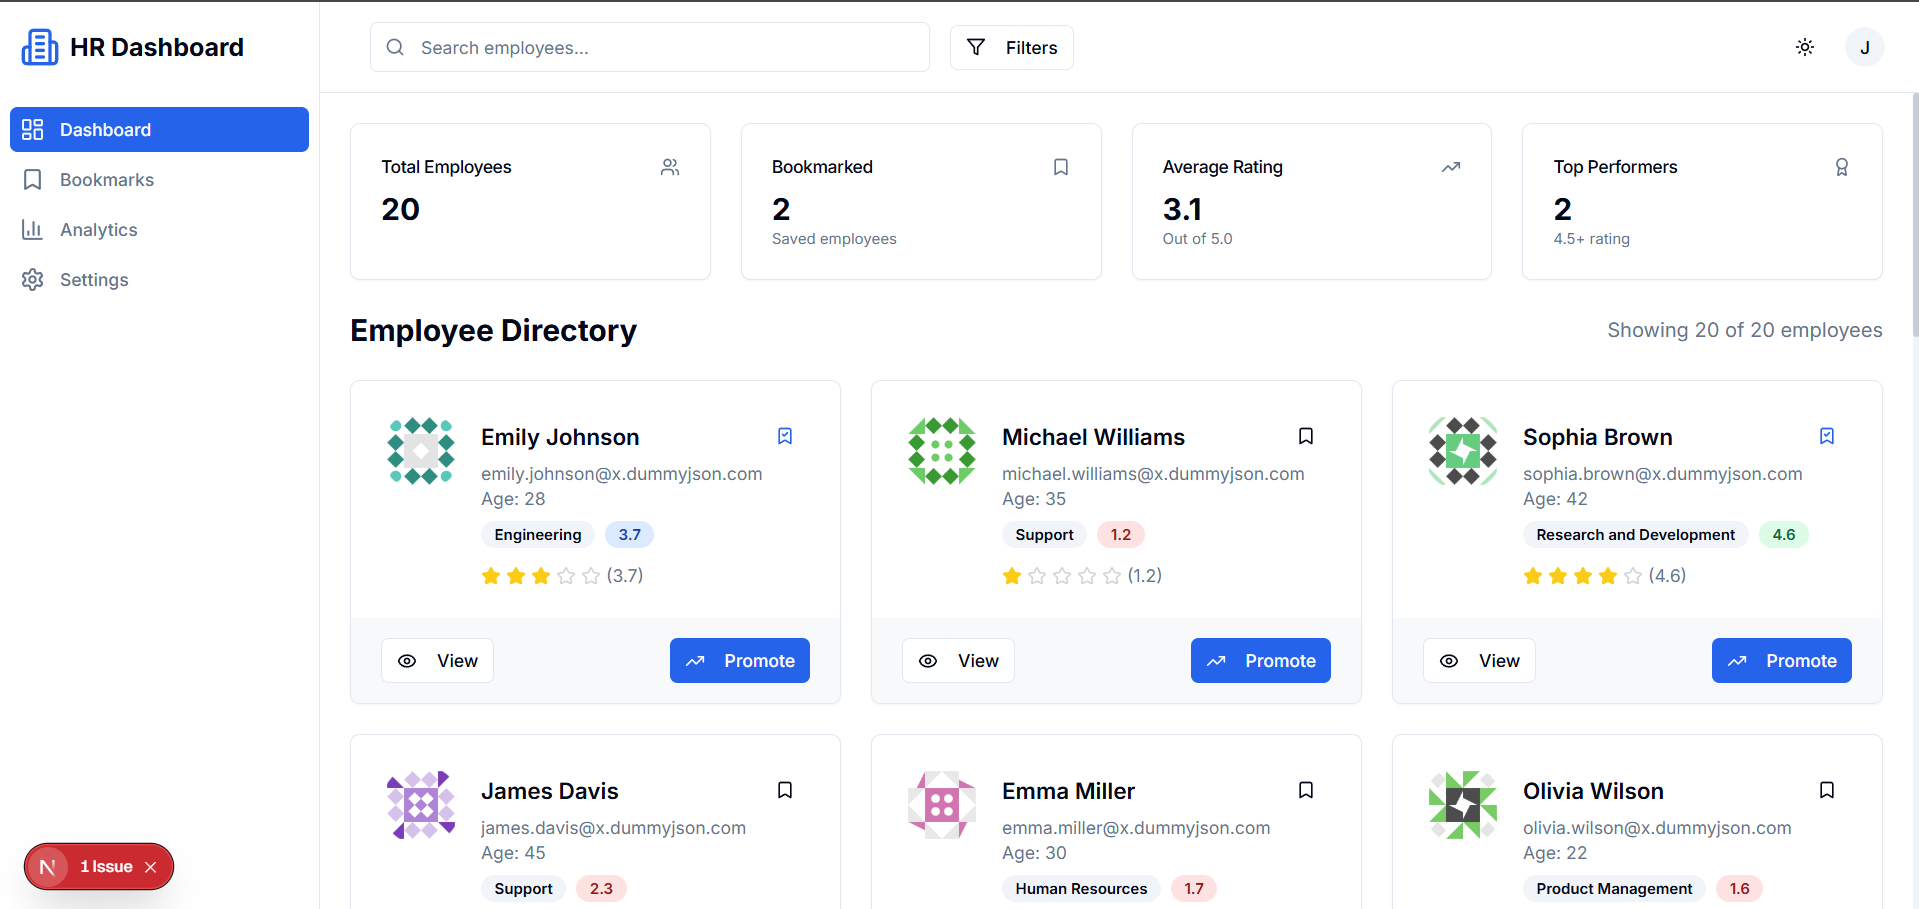 HR Dashboard
Search employees...
Filters
J
Dashboard
Bookmarks
Analytics
Settings
Total Employees
20
Bookmarked
2
Saved employees
Average Rating
3.1
Out of 5.0
Top Performers
2
4.5+ rating
Employee Directory
Showing 20 of 20 employees
Emily Johnson
emily.johnson@x.dummyjson.com
Age: 28
Engineering 3.7
(3.7)
View Promote
Michael Williams
michael.williams@x.dummyjson.com
Age: 35
Support 1.2
(1.2)
View Promote
Sophia Brown
sophia.brown@x.dummyjson.com
Age: 42
Research and Development 4.6
(4.6)
View Promote
James Davis
james.davis@x.dummyjson.com
Age: 45
Support 2.3
Emma Miller
emma.miller@x.dummyjson.com
Age: 30
Human Resources 1.7
Olivia Wilson
olivia.wilson@x.dummyjson.com
Age: 22
Product Management 1.6
N 1 Issue